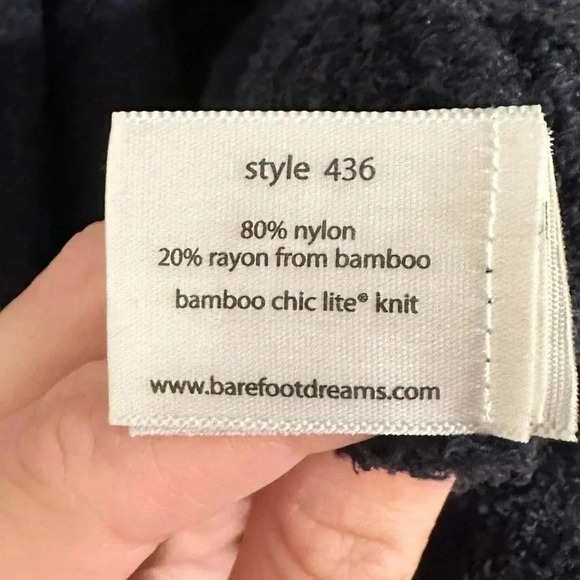 style 436
80% nylon
20% rayon from bamboo
bamboo chic lite® knit
www.barefootdreams.com